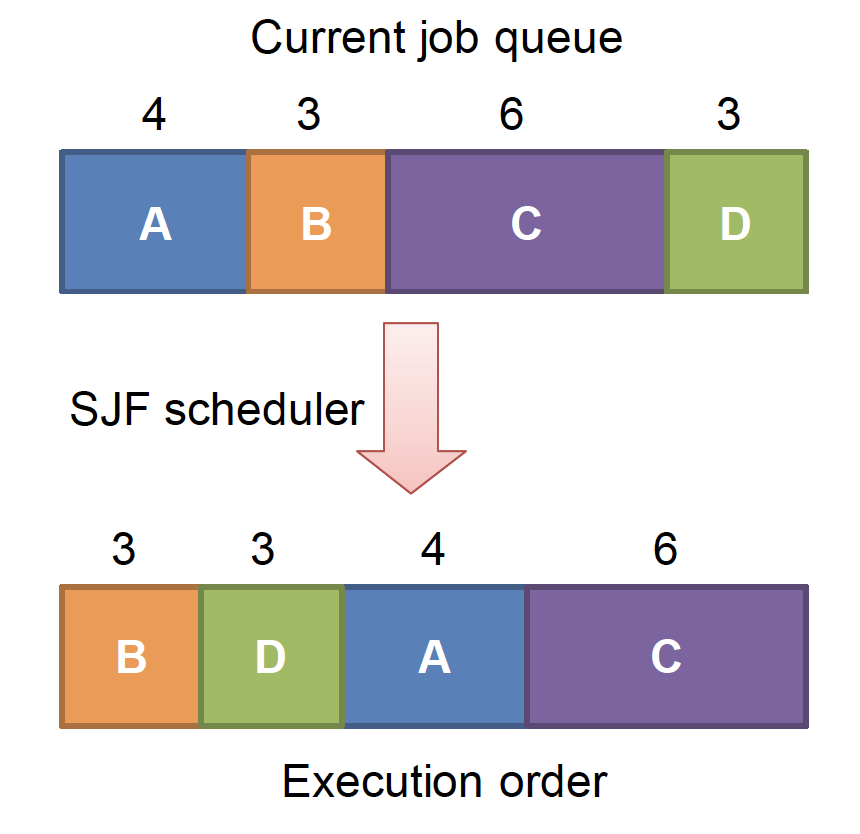 Current job queue
4 3 6 3
A B C D
SJF scheduler
3 3 4 6
B D A C
Execution order